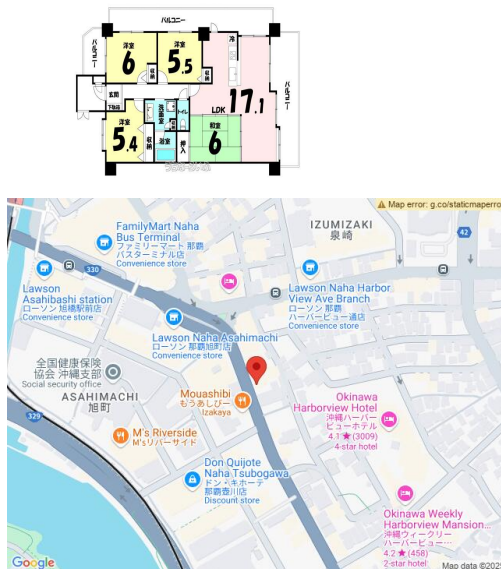 バルコニー
バルコニー
洋室
6
洋室
5.5
冷
収納
収納
玄関
下駄箱
洗面室
トイレ
LDK
17.1
バルコニー
洋室
5.4
収納
浴室
押入
和室
6
Map error: g.co/staticmaperro
IZUMIZAKI
泉崎
42
FamilyMart Naha
Bus Terminal
ファミリーマート 那覇
バスターミナル店
Convenience store
330
Lawson
Asahibashi station
ローソン 旭橋駅前店
Convenience store
Lawson Naha Harbor
View Ave Branch
ローソン 那覇
ハーバービュー通店
Convenience store
Lawson Naha Asahimachi
ローソン 那覇旭町店
Convenience store
全国健康保険
協会 沖縄支部
Social security office
ASAHIMACHI
旭町
Mouashibi
もうあしびー
Izakaya
329
M's Riverside
M'sリバーサイド
Okinawa
Harborview Hotel
沖縄ハーバー
ビューホテル
4.1★(3009)
4-star hotel
Don Quijote
Naha Tsubogawa
ドン・キホーテ
那覇壺川店
Discount store
Okinawa Weekly
Harborview Mansion...
沖縄ウィークリー
ハーバービュー…
4.2★(458)
2-star hotel
Google
Map data ©202